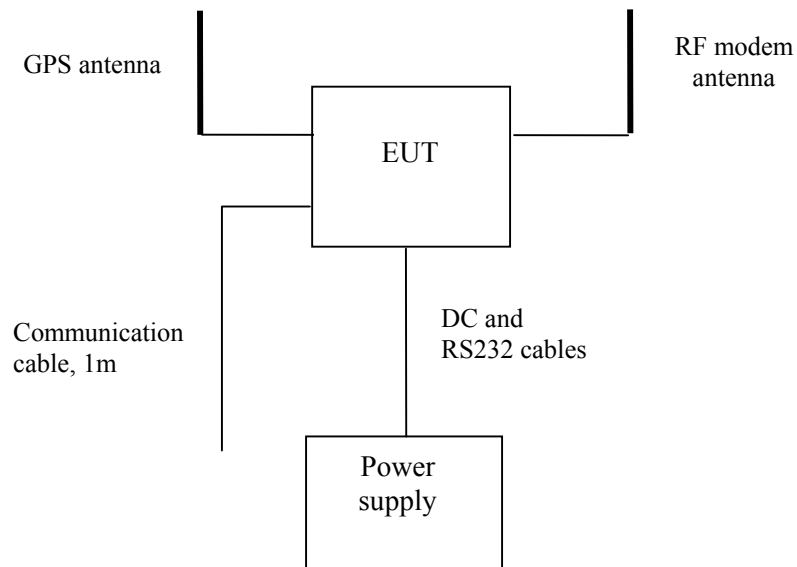 GPS antenna
RF modem
antenna
EUT
Communication
cable, 1m
DC and
RS232 cables
Power
supply